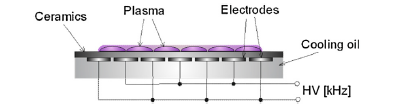 Plasma
Electrodes
Ceramics
Cooling oil
HV [kHz]